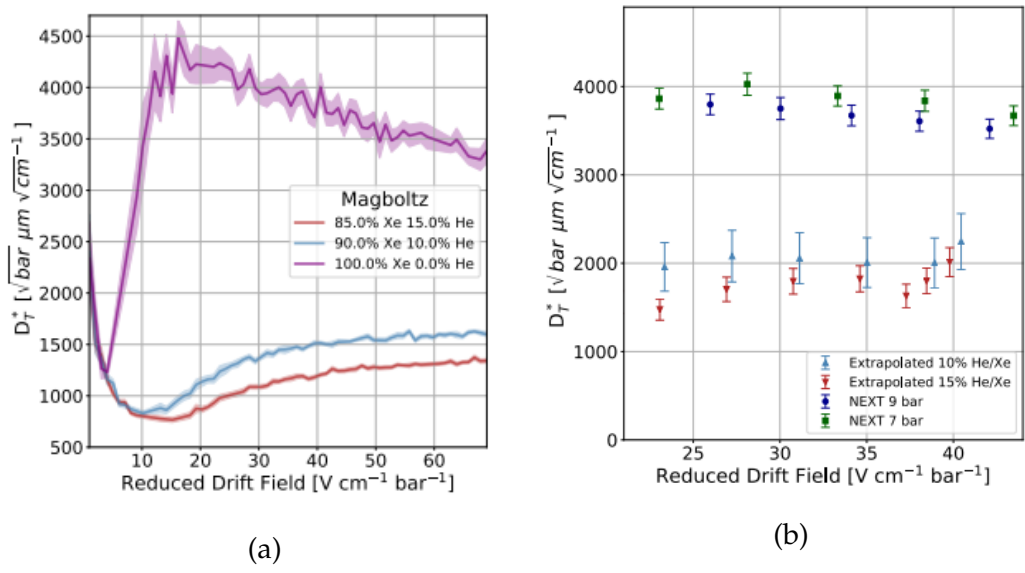 4500
4000
3500
3000
2500
2000
1500
1000
500
10 20 30 40 50 60
D_T^* [√bar μm √cm^{-1}]
Reduced Drift Field [V cm⁻¹ bar⁻¹]
Magboltz
85.0% Xe 15.0% He
90.0% Xe 10.0% He
100.0% Xe 0.0% He
(a)
4000
3000
2000
1000
0
25 30 35 40
D_T^* [√bar μm √cm^{-1}]
Reduced Drift Field [V cm⁻¹ bar⁻¹]
Extrapolated 10% He/Xe
Extrapolated 15% He/Xe
NEXT 9 bar
NEXT 7 bar
(b)